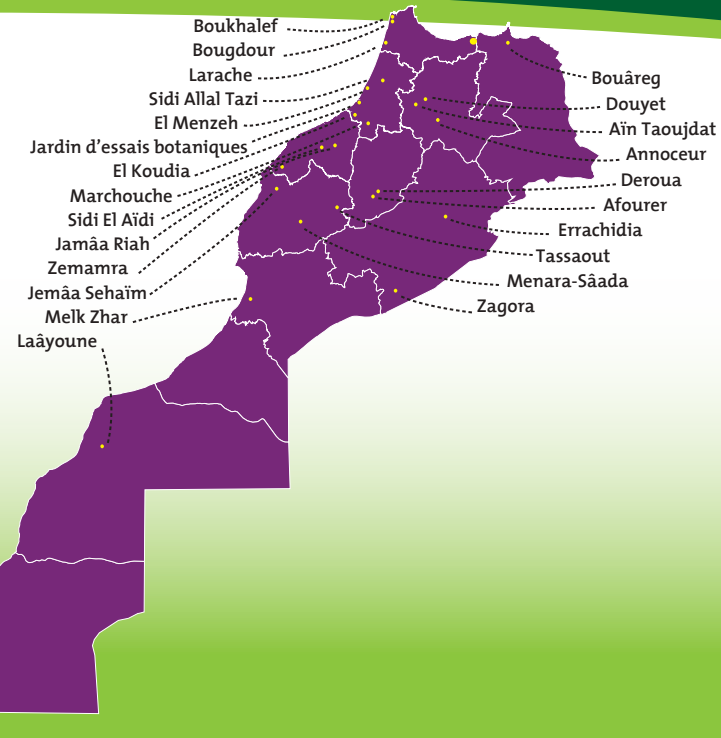 Boukhalef
Bougdour
Larache
Sidi Allal Tazi
El Menzeh
Jardin d'essais botaniques
El Koudia
Marchouche
Sidi El Aïdi
Jamâa Riah
Zemamra
Jemâa Sehaïm
Melk Zhar
Laâyoune
Bouâreg
Douyet
Aïn Taoujdat
Annoceur
Deroua
Afourer
Errachidia
Tassaout
Menara-Sâada
Zagora